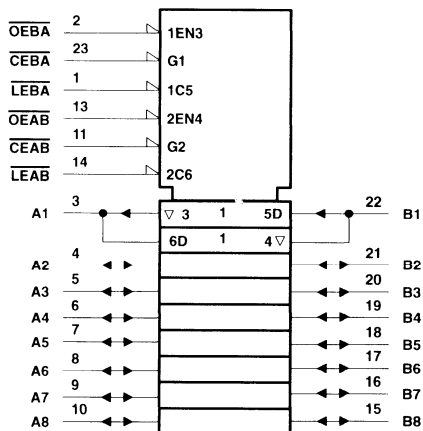 OEBA 2 1EN3
CEBA 23 G1
LEBA 1 1C5
OEAB 13 2EN4
CEAB 11 G2
LEAB 14 2C6
A1 3 ▽ 3 1 5D 22 B1
6D 1 4 ▽
A2 4 21 B2
A3 5 20 B3
A4 6 19 B4
A5 7 18 B5
A6 8 17 B6
A7 9 16 B7
A8 10 15 B8